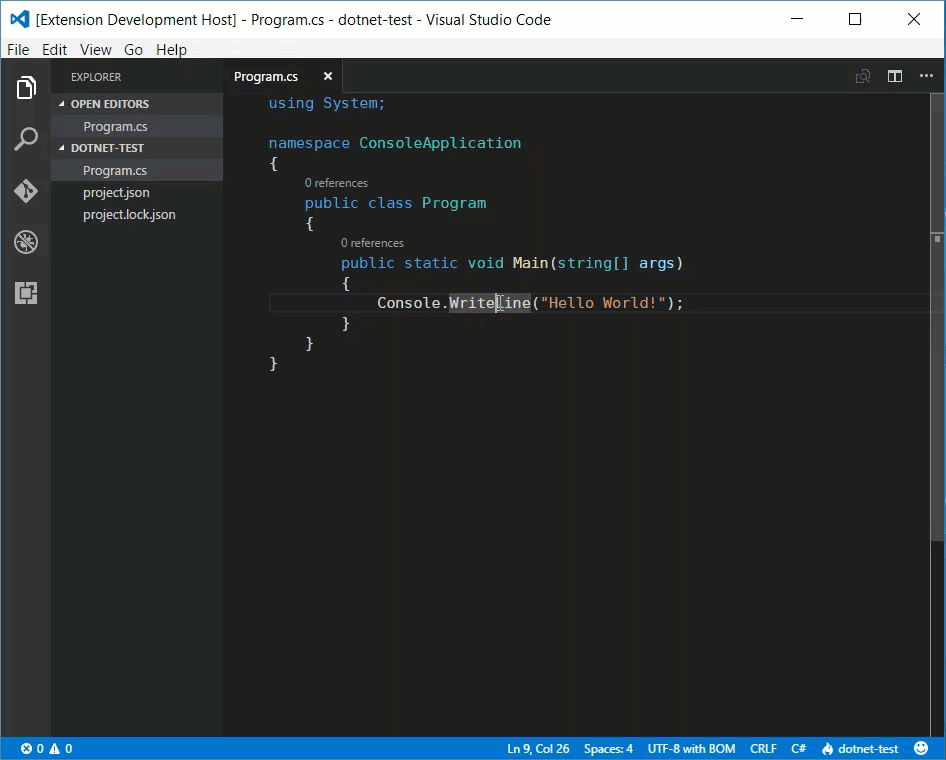 [Extension Development Host] - Program.cs - dotnet-test - Visual Studio Code
File Edit View Go Help
EXPLORER
OPEN EDITORS
Program.cs
DOTNET-TEST
Program.cs
project.json
project.lock.json
Program.cs
using System;
namespace ConsoleApplication
{
0 references
public class Program
{
0 references
public static void Main(string[] args)
{
Console.WriteLine("Hello World!");
}
}
}
0 0
Ln 9, Col 26 Spaces: 4 UTF-8 with BOM CRLF C# dotnet-test